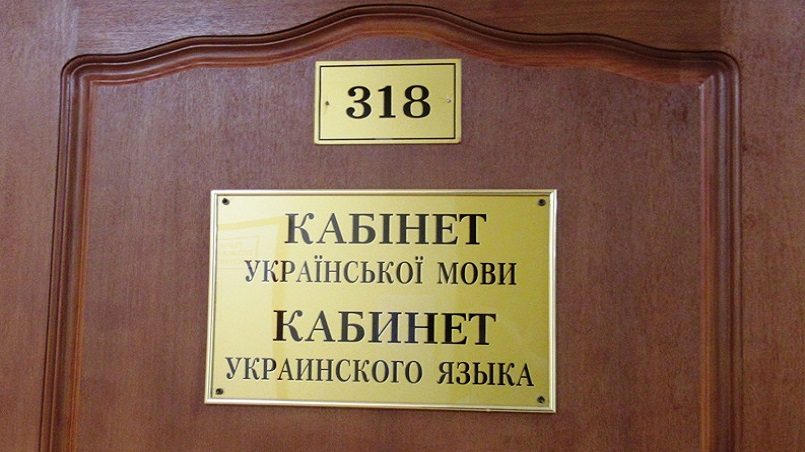 318
КАБІНЕТ
УКРАЇНСЬКОЇ МОВИ
КАБИНЕТ
УКРАИНСКОГО ЯЗЫКА